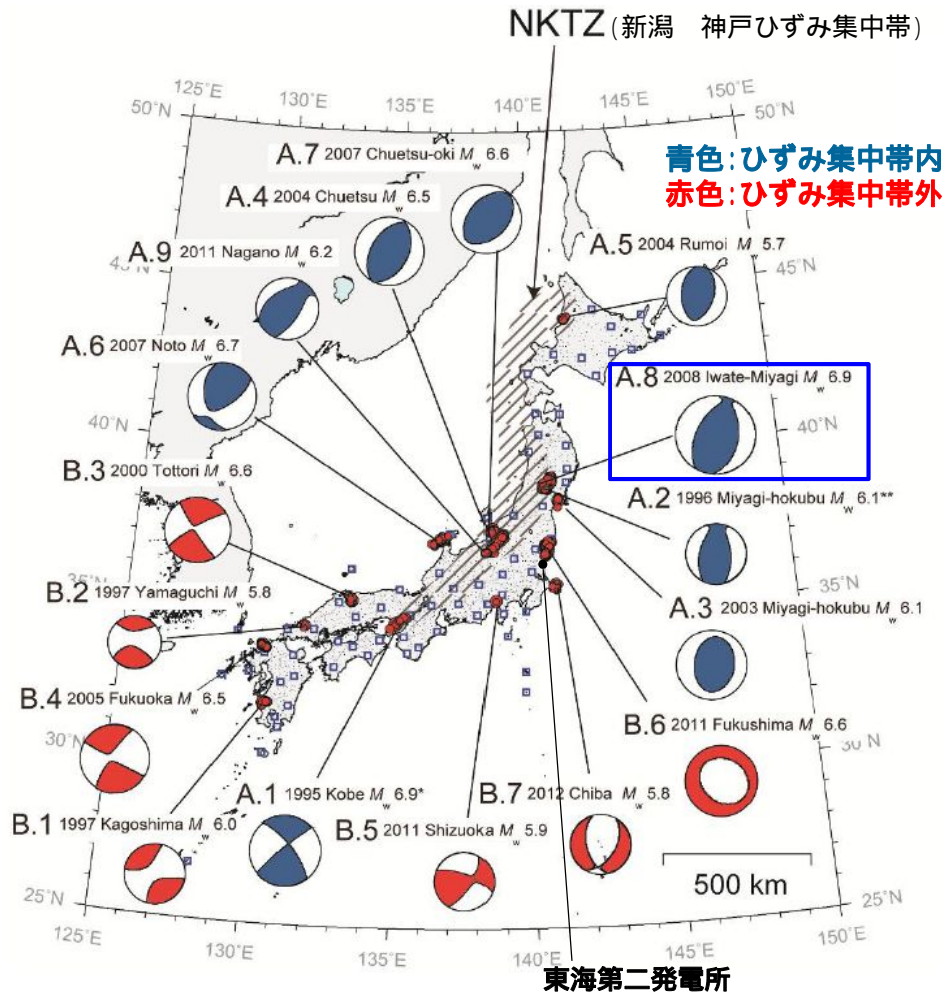 NKTZ (新潟　神戸ひずみ集中帯)
125°E
130°E
135°E
140°E
145°E
150°E
50°N
50°N
青色：ひずみ集中帯内
赤色：ひずみ集中帯外
A.7 2007 Chuetsu-oki Mw 6.6
A.4 2004 Chuetsu Mw 6.5
A.9 2011 Nagano Mw 6.2
A.5 2004 Rumoi Mw 5.7
45°N
45°N
A.6 2007 Noto Mw 6.7
A.8 2008 Iwate-Miyagi Mw 6.9
40°N
40°N
B.3 2000 Tottori Mw 6.6
A.2 1996 Miyagi-hokubu Mw 6.1**
B.2 1997 Yamaguchi Mw 5.8
35°N
A.3 2003 Miyagi-hokubu Mw 6.1
B.4 2005 Fukuoka Mw 6.5
B.6 2011 Fukushima Mw 6.6
30°N
30°N
A.1 1995 Kobe Mw 6.9*
B.7 2012 Chiba Mw 5.8
B.1 1997 Kagoshima Mw 6.0
B.5 2011 Shizuoka Mw 5.9
500 km
25°N
25°N
125°E
130°E
135°E
140°E
145°E
150°E
東海第二発電所